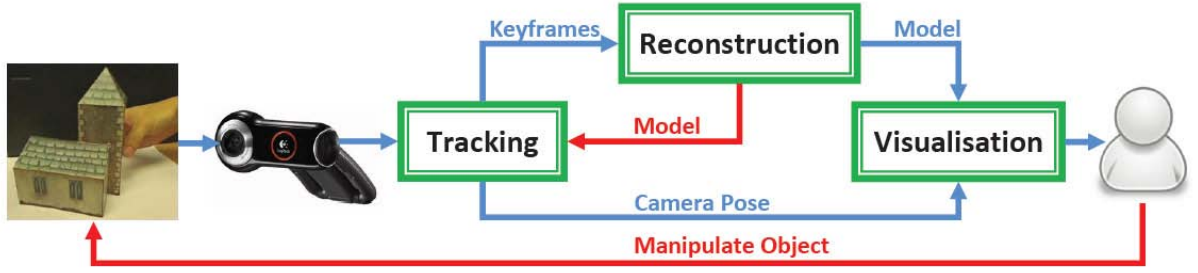 Keyframes
Reconstruction
Model
Tracking
Model
Visualisation
Camera Pose
Manipulate Object